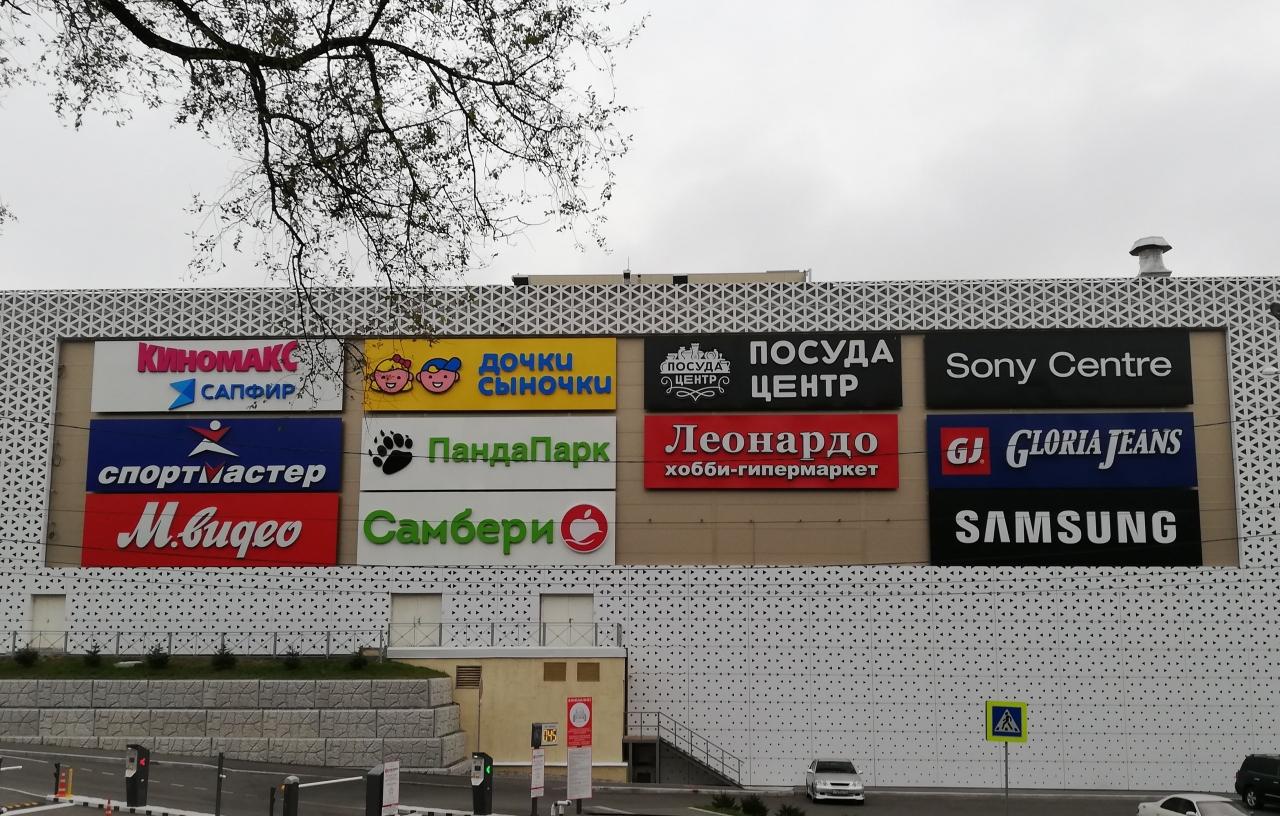 КИНОМАКС
САПФИР
спортмастер
М.видео
ДОЧКИ
СЫНОЧКИ
ПандаПарк
Самбери
ПОСУДА
ЦЕНТР
ПОСУДА
ЦЕНТР
Леонардо
хобби-гипермаркет
Sony Centre
GJ
GLORIA JEANS
SAMSUNG